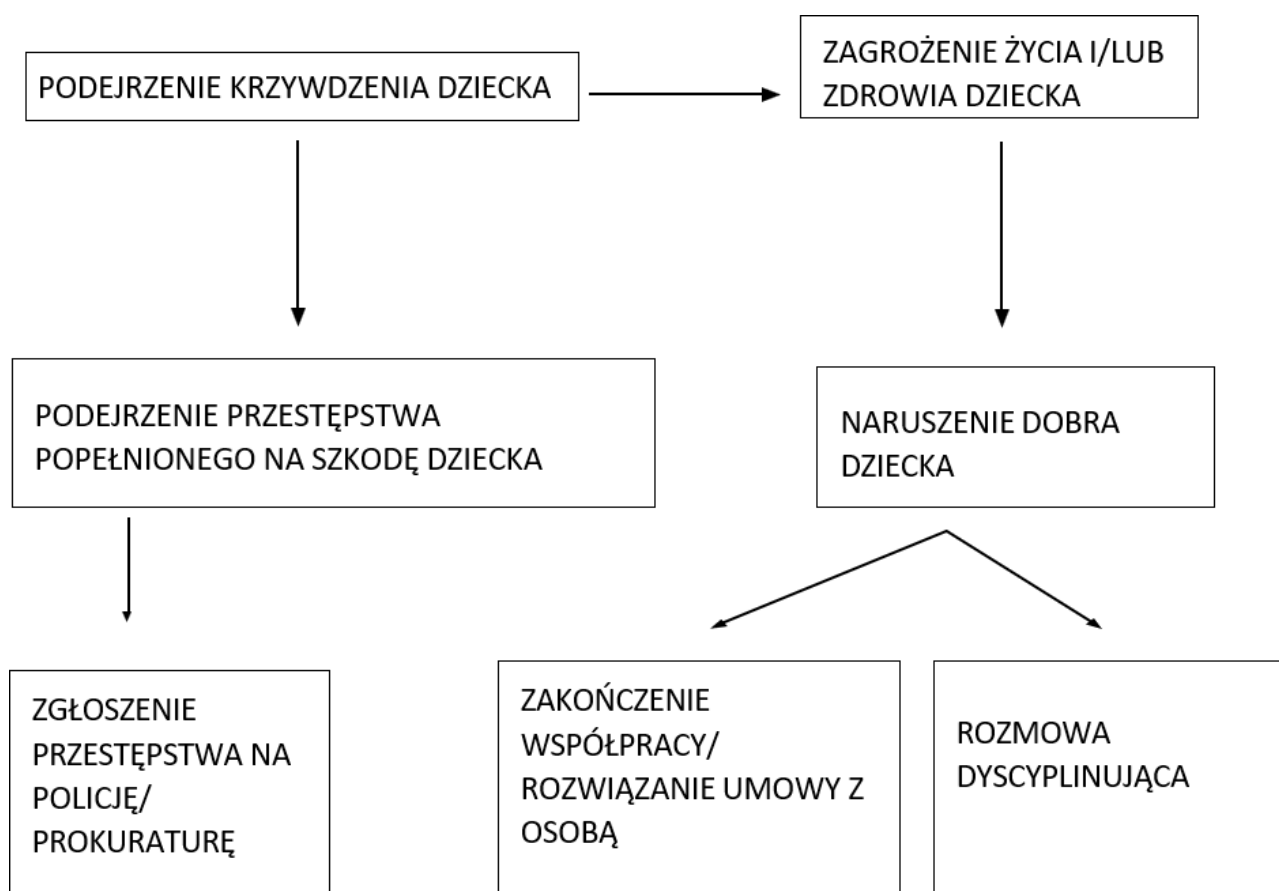 PODEJRZENIE KRZYWDZENIA DZIECKA
ZAGROŻENIE ŻYCIA I/LUB
ZDROWIA DZIECKA
PODEJRZENIE PRZESTĘPSTWA
POPEŁNIONEGO NA SZKODĘ DZIECKA
NARUSZENIE DOBRA
DZIECKA
ZGŁOSZENIE
PRZESTĘPSTWA NA
POLICJĘ/
PROKURATURĘ
ZAKOŃCZENIE
WSPÓŁPRACY/
ROZWIĄZANIE UMOWY Z
OSOBĄ
ROZMOWA
DYSCYPLINUJĄCA